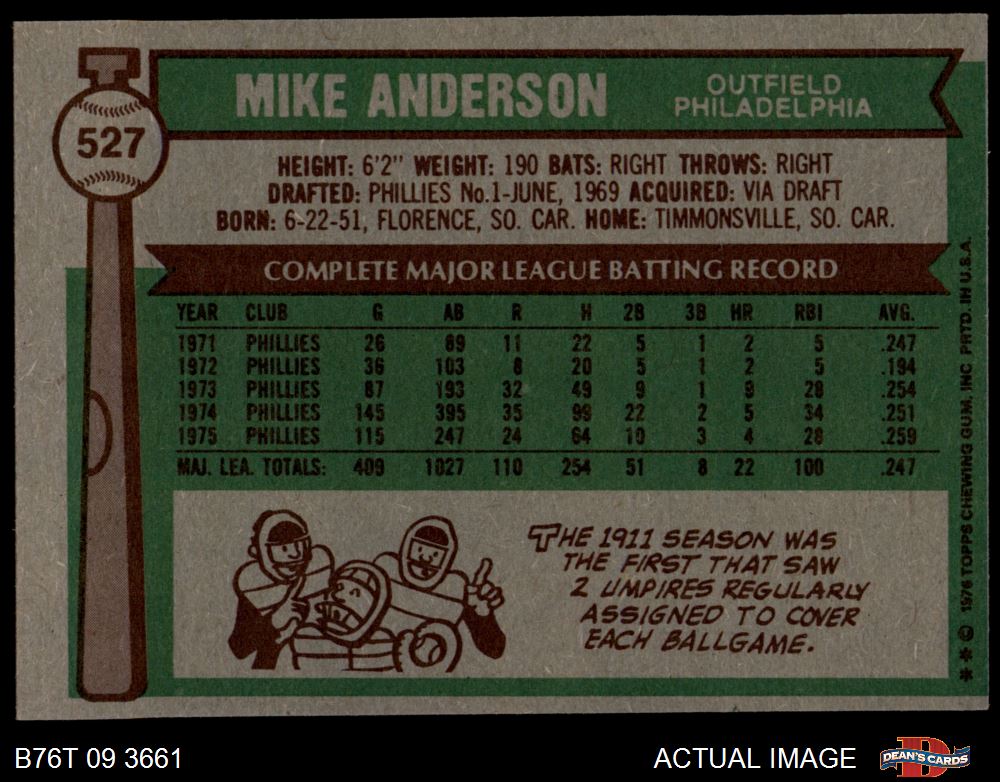 527
MIKE ANDERSON
OUTFIELD
PHILADELPHIA
HEIGHT: 6'2" WEIGHT: 190 BATS: RIGHT THROWS: RIGHT
DRAFTED: PHILLIES No.1-JUNE, 1969 ACQUIRED: VIA DRAFT
BORN: 6-22-51, FLORENCE, SO. CAR. HOME: TIMMONSVILLE, SO. CAR.
COMPLETE MAJOR LEAGUE BATTING RECORD
YEAR CLUB G AB R H 2B 3B HR RBI AVG.
1971 PHILLIES 26 89 11 22 5 1 2 5 .247
1972 PHILLIES 36 103 8 20 5 1 2 5 .194
1973 PHILLIES 87 193 32 49 9 1 9 28 .254
1974 PHILLIES 145 395 35 99 22 2 5 34 .251
1975 PHILLIES 115 247 24 64 10 3 4 28 .259
MAJ. LEA. TOTALS: 409 1027 110 254 51 8 22 100 .247
THE 1911 SEASON WAS
THE FIRST THAT SAW
2 UMPIRES REGULARLY
ASSIGNED TO COVER
EACH BALLGAME.
* * © 1976 TOPPS CHEWING GUM, INC PRTD. IN U.S.A.
B76T 09 3661
ACTUAL IMAGE
D
DEAN'S CARDS